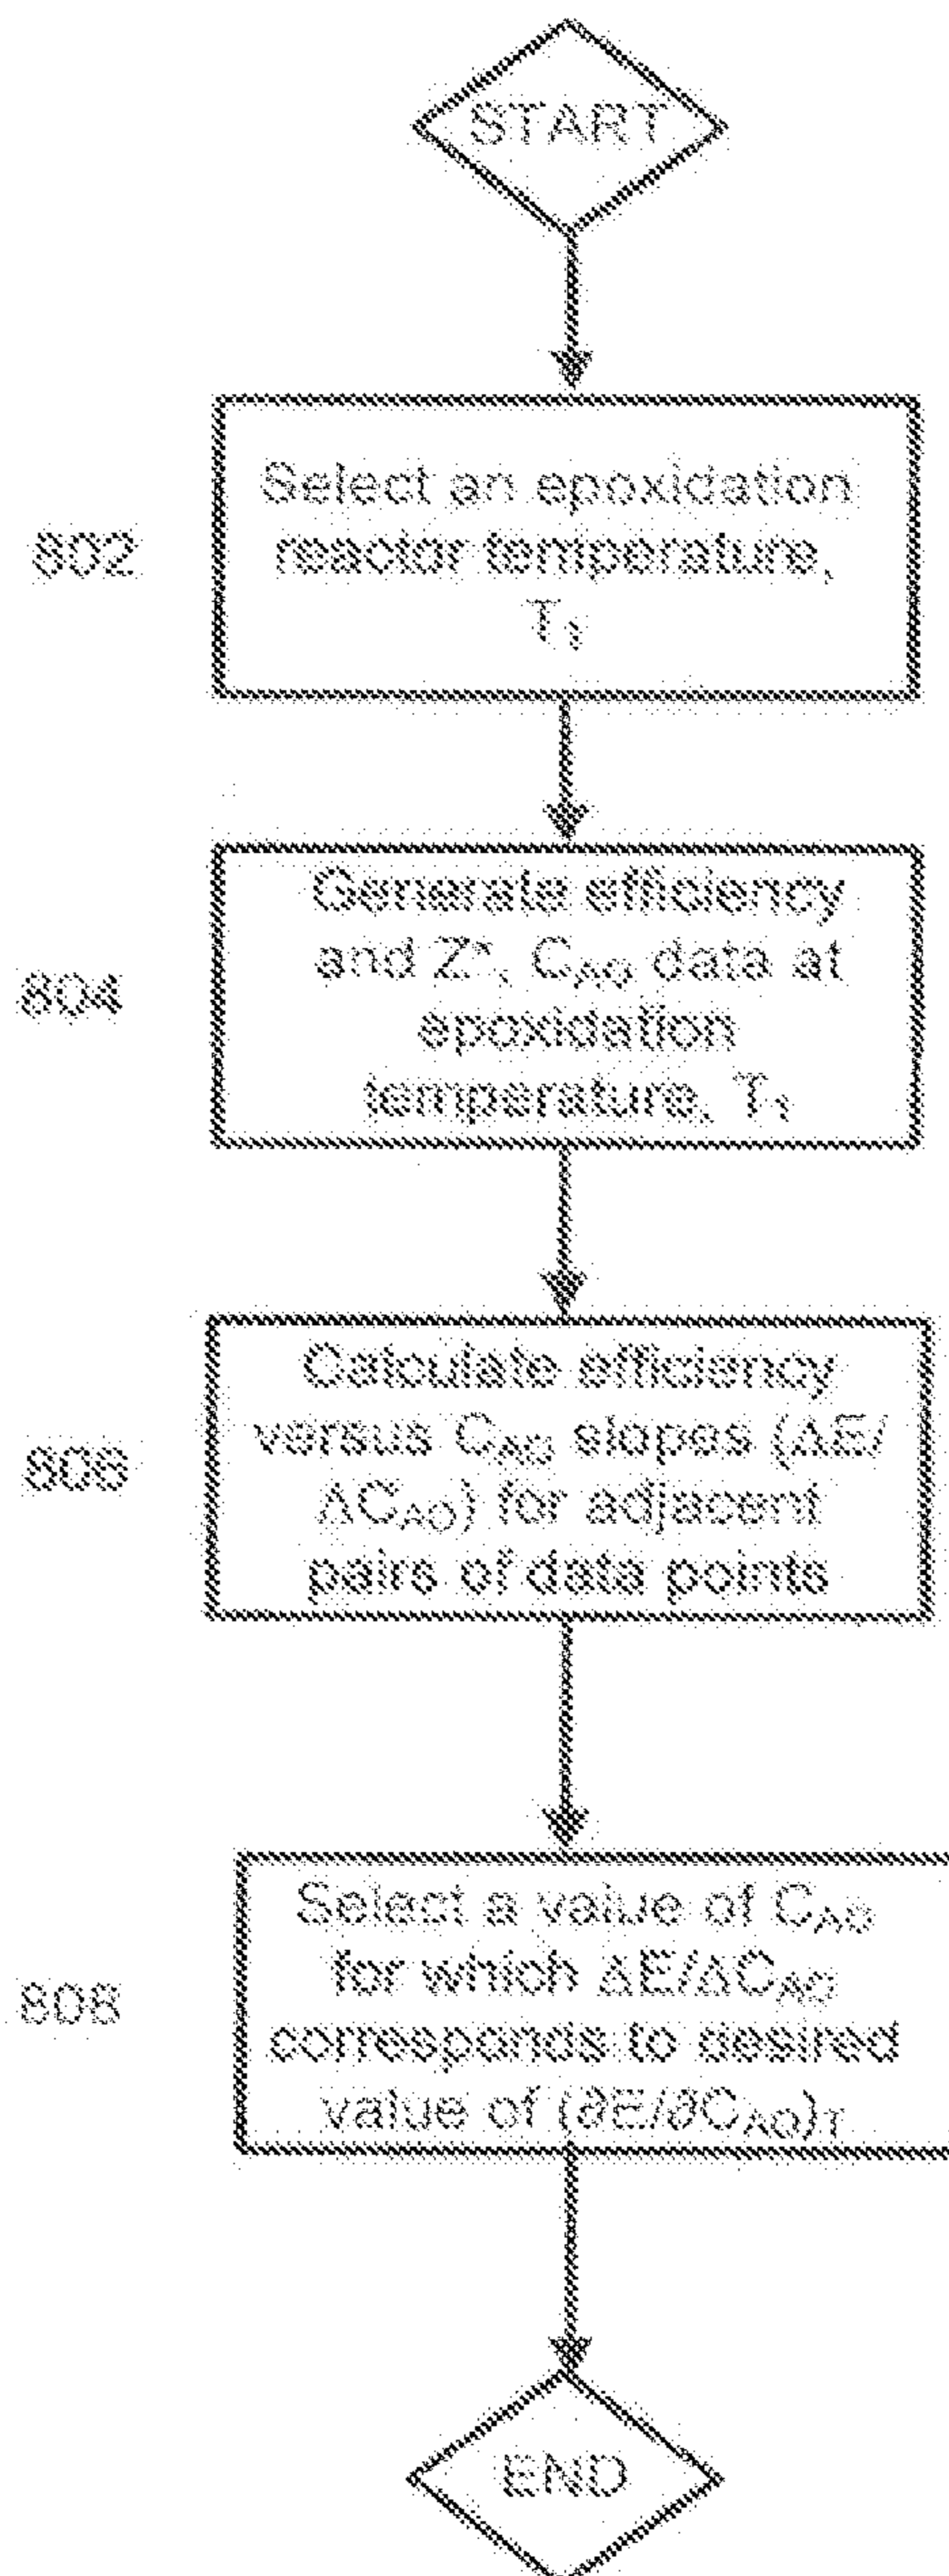 START
802
Select an epoxidation
reactor temperature,
T₁
804
Generate efficiency
and Z*, C_AO data at
epoxidation
temperature, T₁
806
Calculate efficiency
versus C_AO slopes (ΔE/
ΔC_AO) for adjacent
pairs of data points
808
Select a value of C_AO
for which ΔE/ΔC_AO
corresponds to desired
value of (∂E/∂C_AO)_T
END